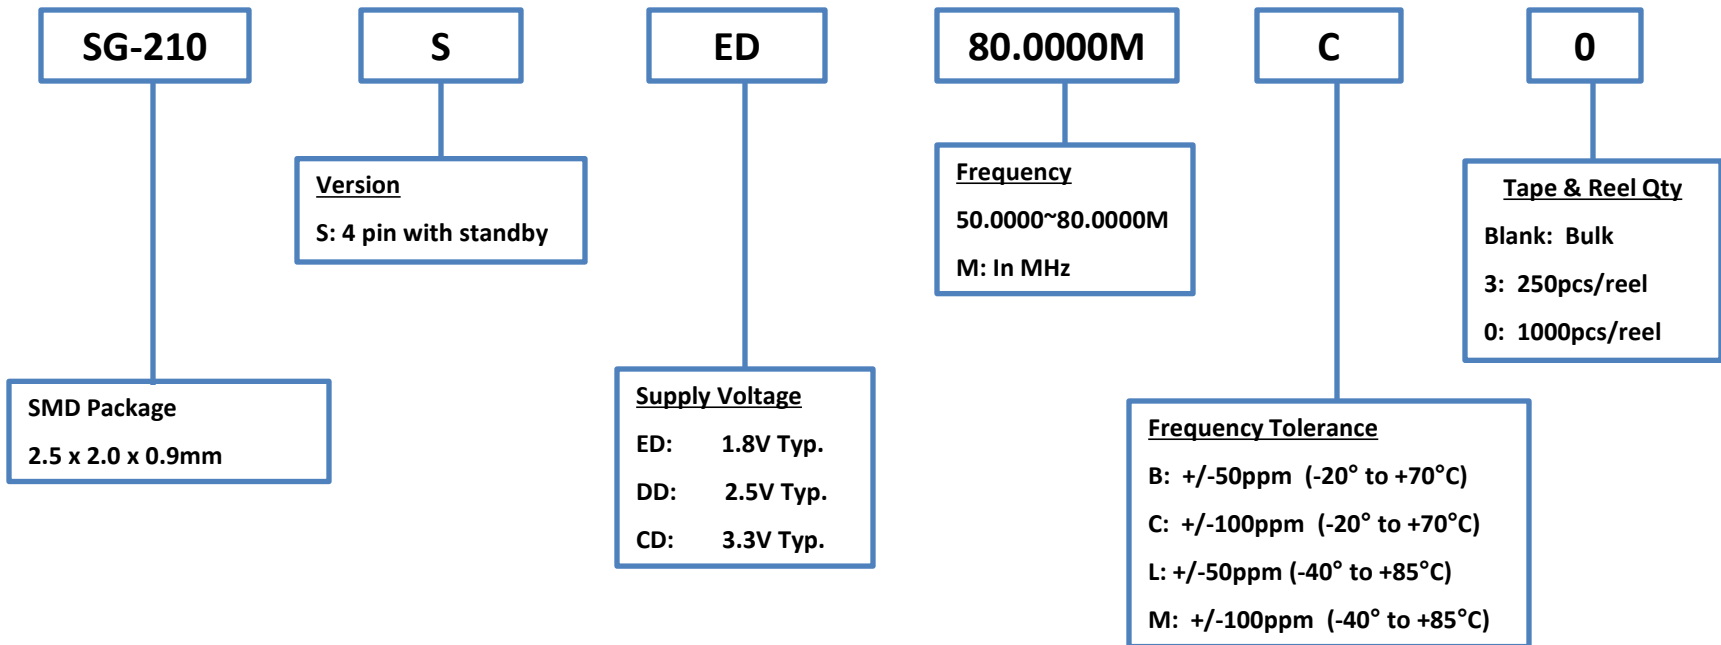 SG-210
S
ED
80.0000M
C
0
Version
S: 4 pin with standby
Frequency
50.0000~80.0000M
M: In MHz
Tape & Reel Qty
Blank: Bulk
3: 250pcs/reel
0: 1000pcs/reel
SMD Package
2.5 x 2.0 x 0.9mm
Supply Voltage
ED: 1.8V Typ.
DD: 2.5V Typ.
CD: 3.3V Typ.
Frequency Tolerance
B: +/-50ppm (-20° to +70°C)
C: +/-100ppm (-20° to +70°C)
L: +/-50ppm (-40° to +85°C)
M: +/-100ppm (-40° to +85°C)